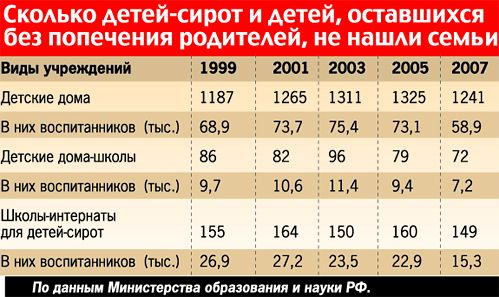 Сколько детей-сирот и детей, оставшихся
без попечения родителей, не нашли семьи
Виды учреждений 1999 2001 2003 2005 2007
Детские дома 1187 1265 1311 1325 1241
В них воспитанников (тыс.) 68,9 73,7 75,4 73,1 58,9
Детские дома-школы 86 82 96 79 72
В них воспитанников (тыс.) 9,7 10,6 11,4 9,4 7,2
Школы-интернаты
для детей-сирот 155 164 150 160 149
В них воспитанников (тыс.) 26,9 27,2 23,5 22,9 15,3
По данным Министерства образования и науки РФ.